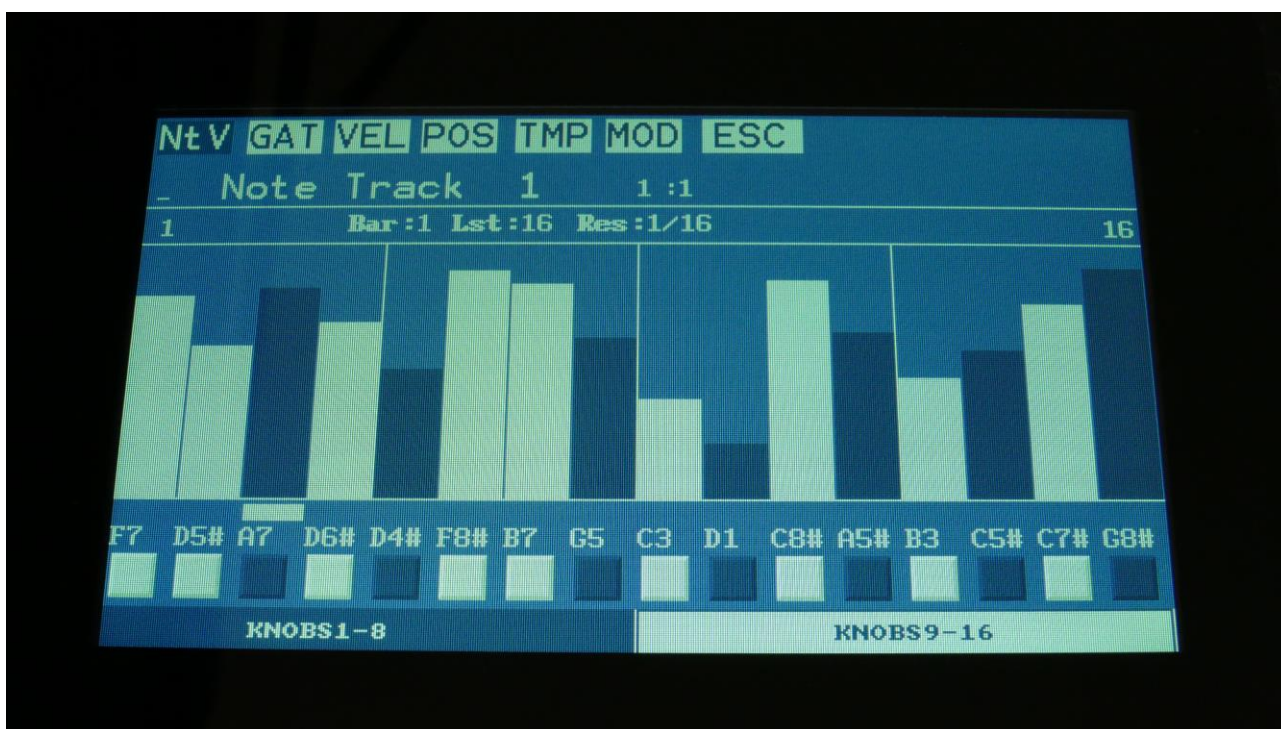 NtV GAT VEL POS TMP MOD ESC
_ Note Track 1 1 :1
1 Bar:1 Lst:16 Res:1/16 16
F7 D5# A7 D6# D4# F8# B7 G5 C3 D1 C8# A5# B3 C5# C7# G8#
KNOBS1-8 KNOBS9-16